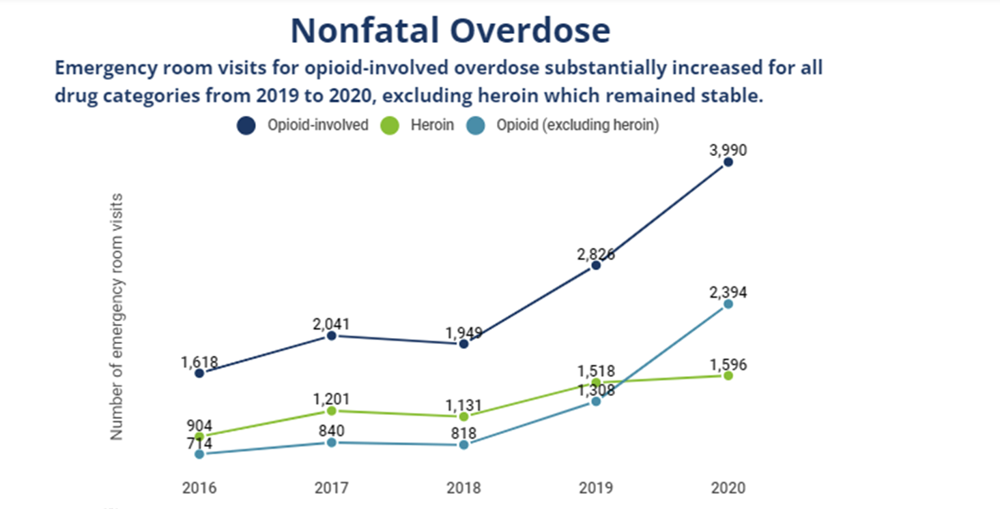 Nonfatal Overdose
Emergency room visits for opioid-involved overdose substantially increased for all
drug categories from 2019 to 2020, excluding heroin which remained stable.
Opioid-involved Heroin Opioid (excluding heroin)
Number of emergency room visits
3,990
2,826
2,394
2,041
1,949
1,618
1,518
1,596
1,308
1,201
1,131
904
840
818
714
2016 2017 2018 2019 2020